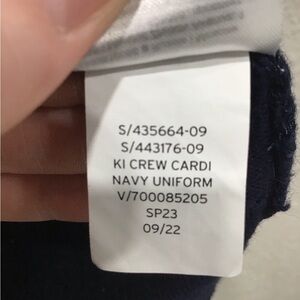 S/435664-09
S/443176-09
KI CREW CARDI
NAVY UNIFORM
V/700085205
SP23
09/22